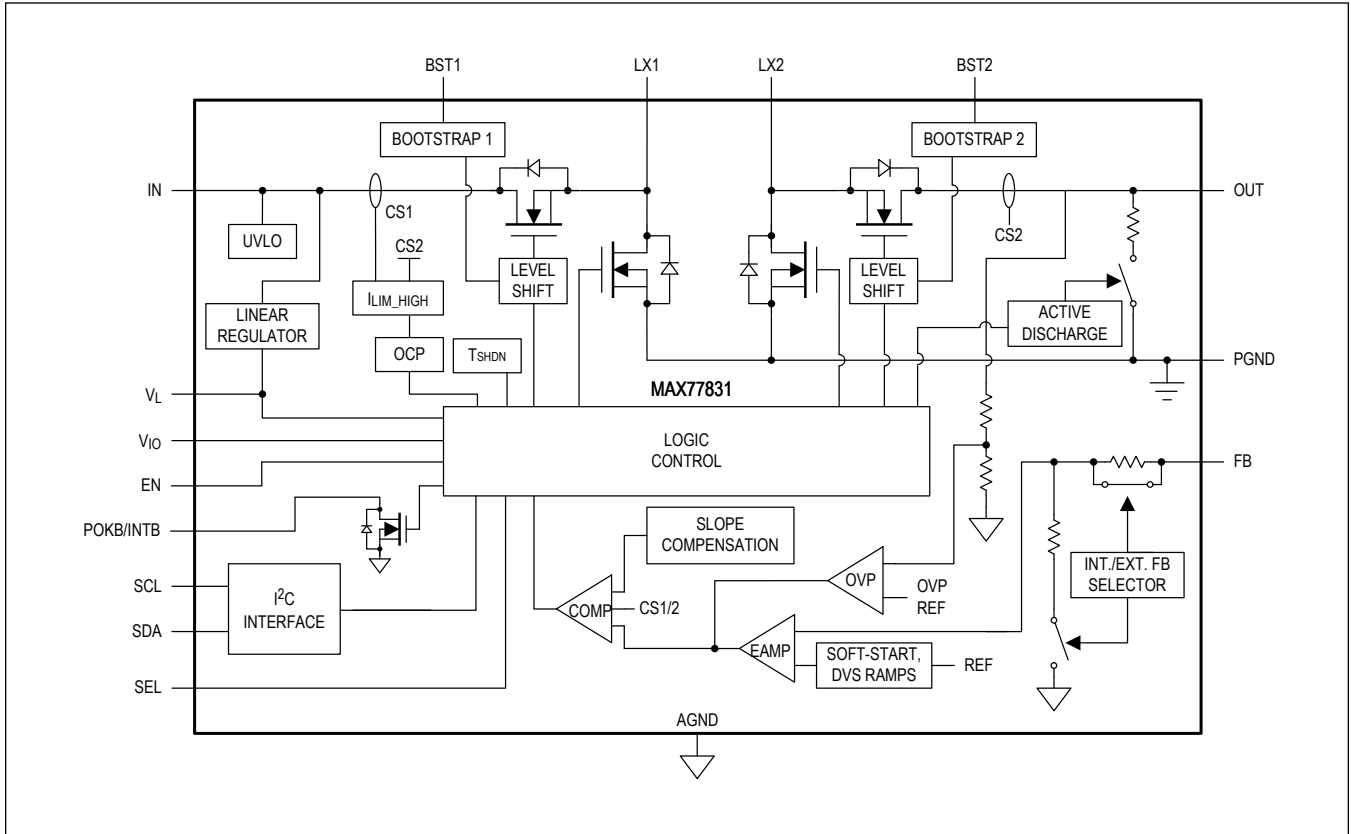 BST1
LX1
LX2
BST2
BOOTSTRAP 1
BOOTSTRAP 2
IN
OUT
CS1
CS2
UVLO
CS2
LEVEL
SHIFT
LEVEL
SHIFT
ILIM_HIGH
LINEAR
REGULATOR
ACTIVE
DISCHARGE
OCP
TSHDN
PGND
MAX77831
VL
VIO
LOGIC
CONTROL
FB
EN
POKB/INTB
SLOPE
COMPENSATION
INT./EXT. FB
SELECTOR
SCL
I2C
INTERFACE
OVP
OVP
REF
COMP
CS1/2
SDA
EAMP
SOFT-START,
DVS RAMPS
REF
SEL
AGND